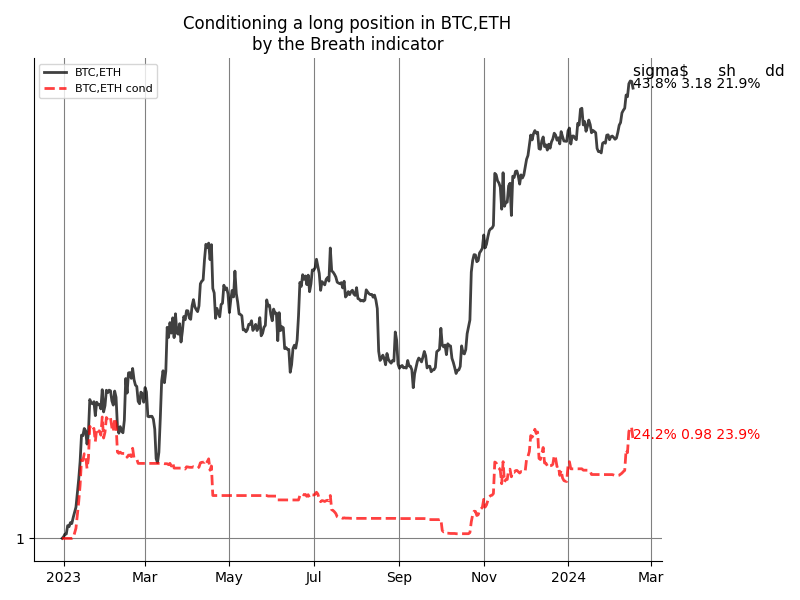 Conditioning a long position in BTC,ETH
by the Breath indicator
BTC,ETH
BTC,ETH cond
sigma$ sh dd
43.8% 3.18 21.9%
24.2% 0.98 23.9%
1
2023 Mar May Jul Sep Nov 2024 Mar